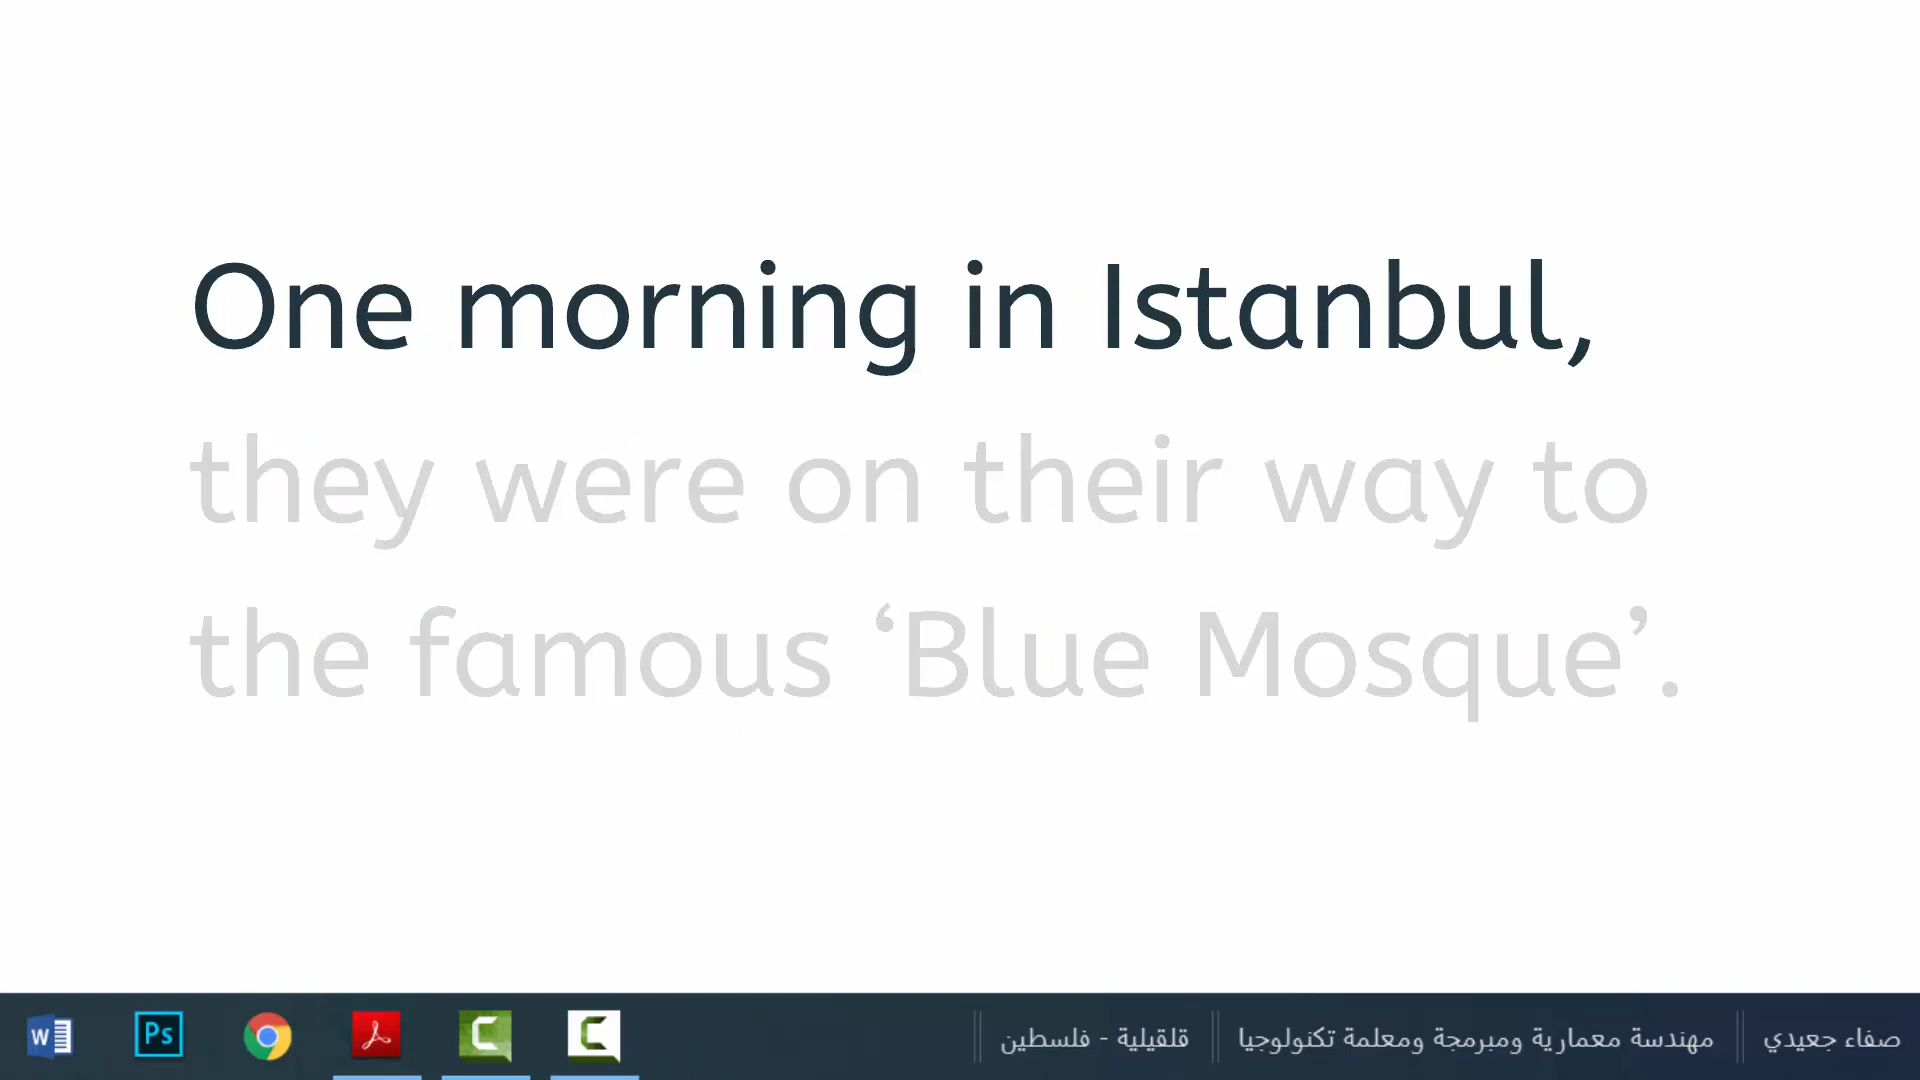 One morning in Istanbul,
they were on their way to
the famous ‘Blue Mosque’.
W Ps
صفاء جعيدي
مهندسة معمارية ومبرمجة ومعلمة تكنولوجيا
قلقيلية - فلسطين